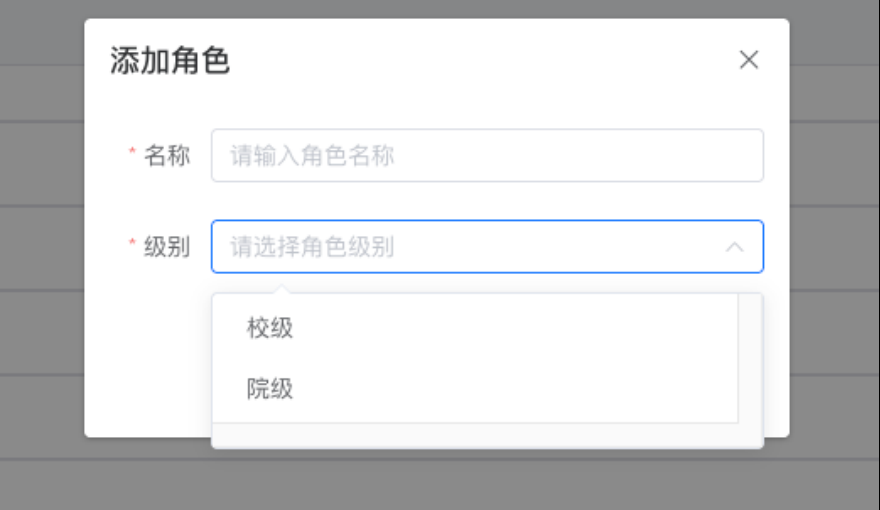 添加角色
* 名称
请输入角色名称
* 级别
请选择角色级别
校级
院级